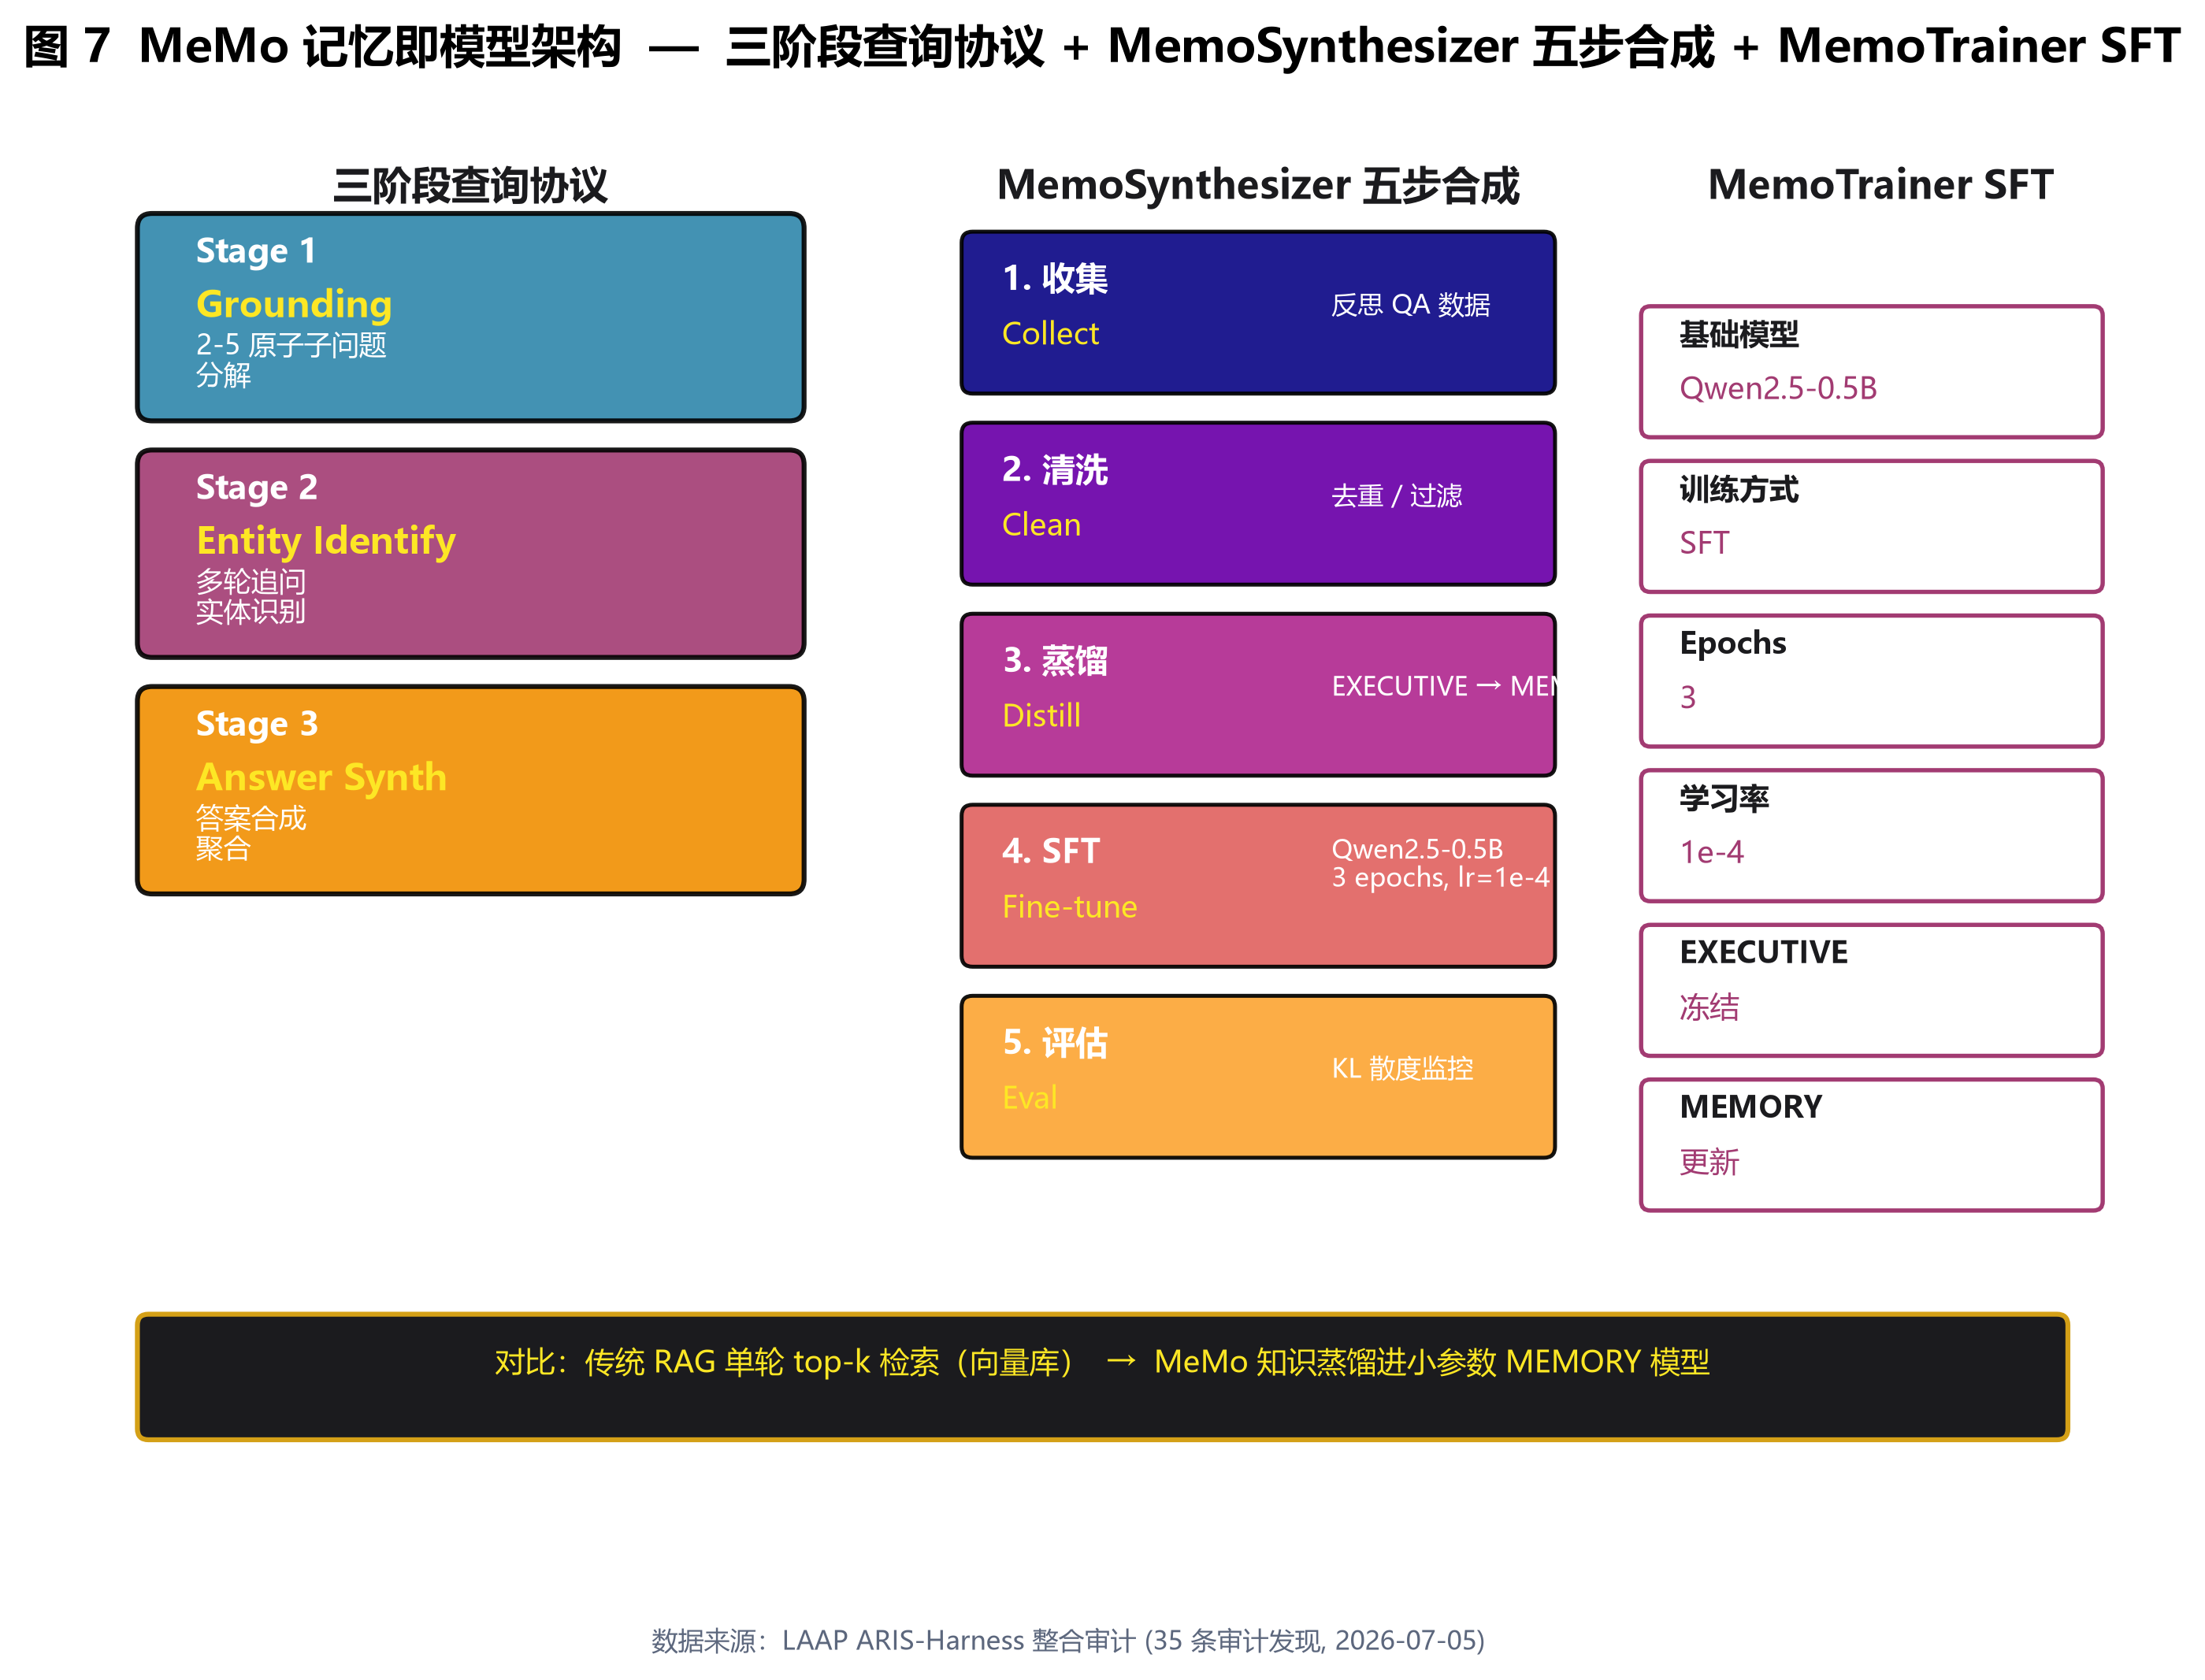 图 7 MeMo 记忆即模型架构 — 三阶段查询协议 + MemoSynthesizer 五步合成 + MemoTrainer SFT
三阶段查询协议
Stage 1
Grounding
2-5 原子子问题
分解
Stage 2
Entity Identify
多轮追问
实体识别
Stage 3
Answer Synth
答案合成
聚合
MemoSynthesizer 五步合成
1. 收集
Collect
反思 QA 数据
2. 清洗
Clean
去重 / 过滤
3. 蒸馏
Distill
EXECUTIVE →
4. SFT
Fine-tune
Qwen2.5-0.5B
3 epochs, lr=1e-4
5. 评估
Eval
KL 散度监控
MemoTrainer SFT
基础模型
Qwen2.5-0.5B
训练方式
SFT
Epochs
3
学习率
1e-4
EXECUTIVE
冻结
MEMORY
更新
对比：传统 RAG 单轮 top-k 检索（向量库） → MeMo 知识蒸馏进小参数 MEMORY 模型
数据来源：LAAP ARIS-Harness 整合审计 (35 条审计发现, 2026-07-05)